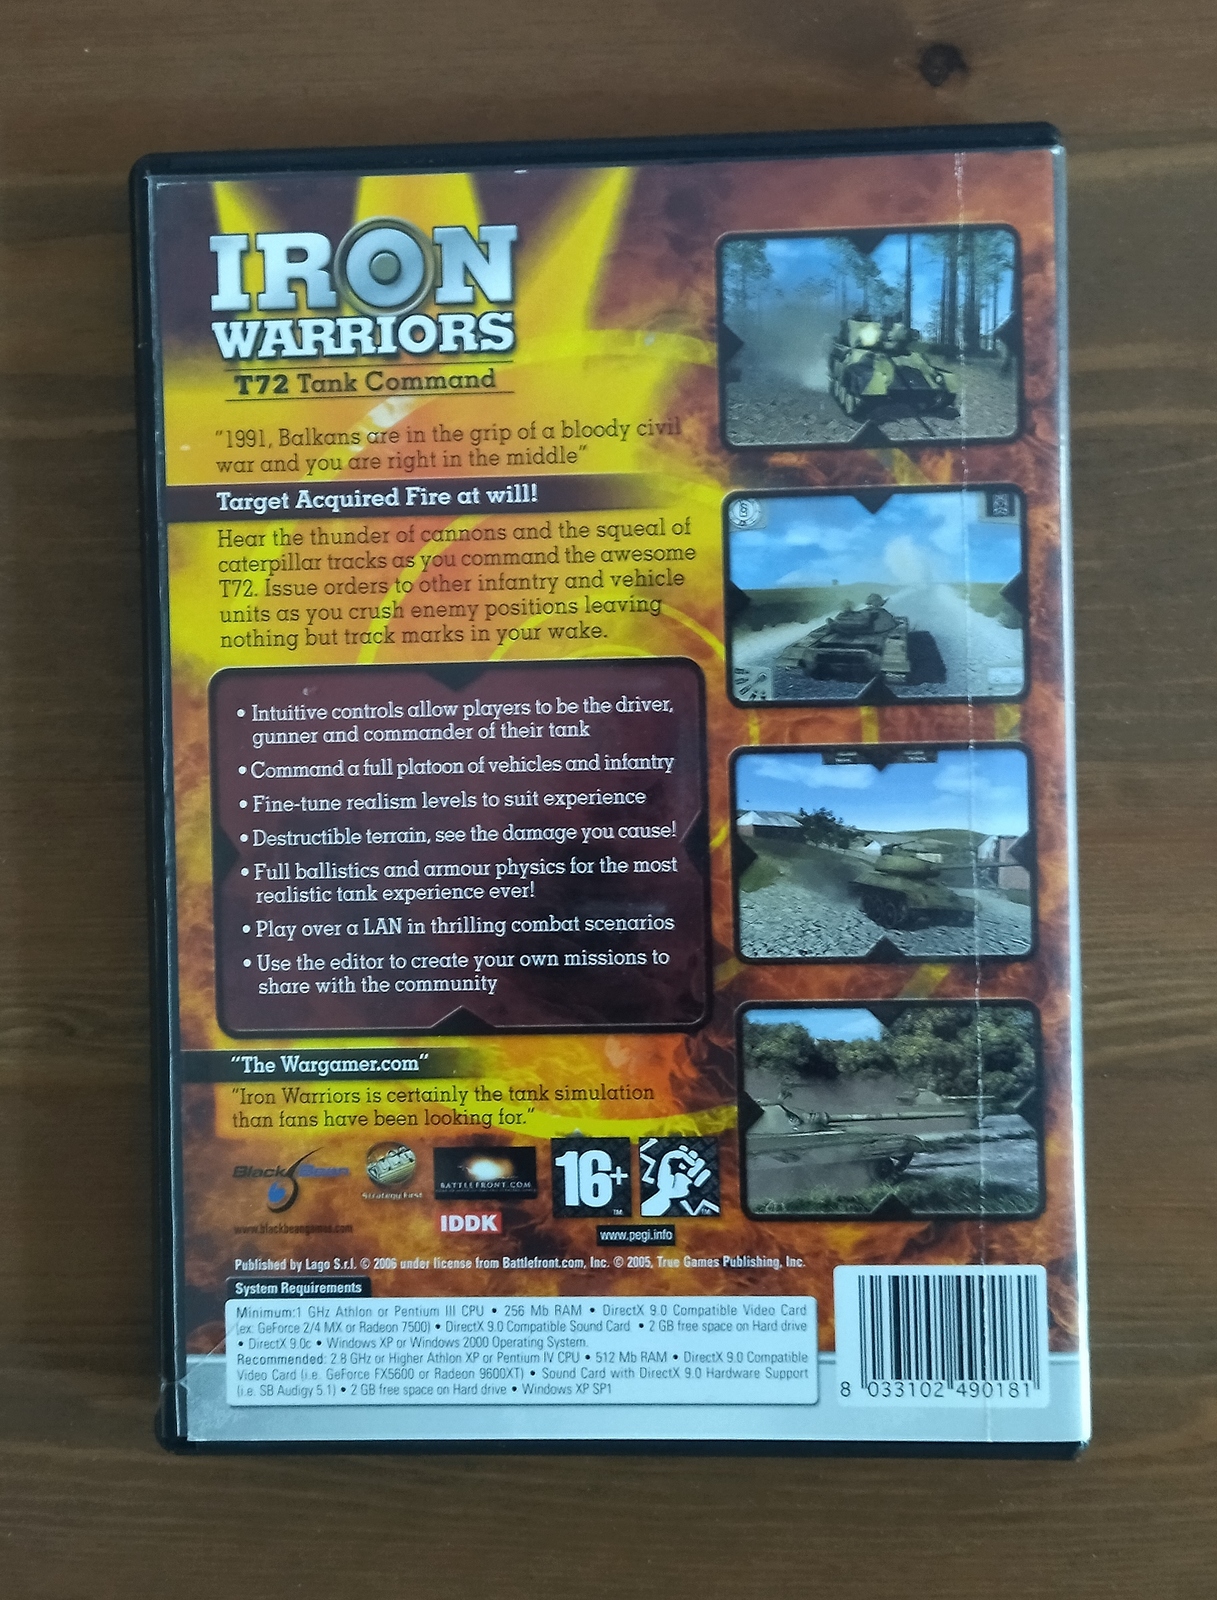 IRON
WARRIORS
T72 Tank Command
"1991, Balkans are in the grip of a bloody civil
war and you are right in the middle"
Target Acquired Fire at will!
Hear the thunder of cannons and the squeal of
caterpillar tracks as you command the awesome
T72. Issue orders to other infantry and vehicle
units as you crush enemy positions leaving
nothing but track marks in your wake.
• Intuitive controls allow players to be the driver,
gunner and commander of their tank
• Command a full platoon of vehicles and infantry
• Fine-tune realism levels to suit experience
• Destructible terrain, see the damage you cause!
• Full ballistics and armour physics for the most
realistic tank experience ever!
• Play over a LAN in thrilling combat scenarios
• Use the editor to create your own missions to
share with the community
"The Wargamer.com"
"Iron Warriors is certainly the tank simulation
than fans have been looking for."
Black Bean
www.blackbeangames.com
Strategy First
BATTLEFRONT.COM
IDDK
16+
TM
TM
www.pegi.info
Published by Lago S.r.l. © 2006 under license from Battlefront.com, Inc. © 2005, True Games Publishing, Inc.
System Requirements
Minimum:1 GHz Athlon or Pentium III CPU • 256 Mb RAM • DirectX 9.0 Compatible Video Card
(ex: GeForce 2/4 MX or Radeon 7500) • DirectX 9.0 Compatible Sound Card • 2 GB free space on Hard drive
• DirectX 9.0c • Windows XP or Windows 2000 Operating System.
Recommended: 2.8 GHz or Higher Athlon XP or Pentium IV CPU • 512 Mb RAM • DirectX 9.0 Compatible
Video Card (i.e. GeForce FX5600 or Radeon 9600XT) • Sound Card with DirectX 9.0 Hardware Support
(i.e. SB Audigy 5.1) • 2 GB free space on Hard drive • Windows XP SP1
8 033102 490181